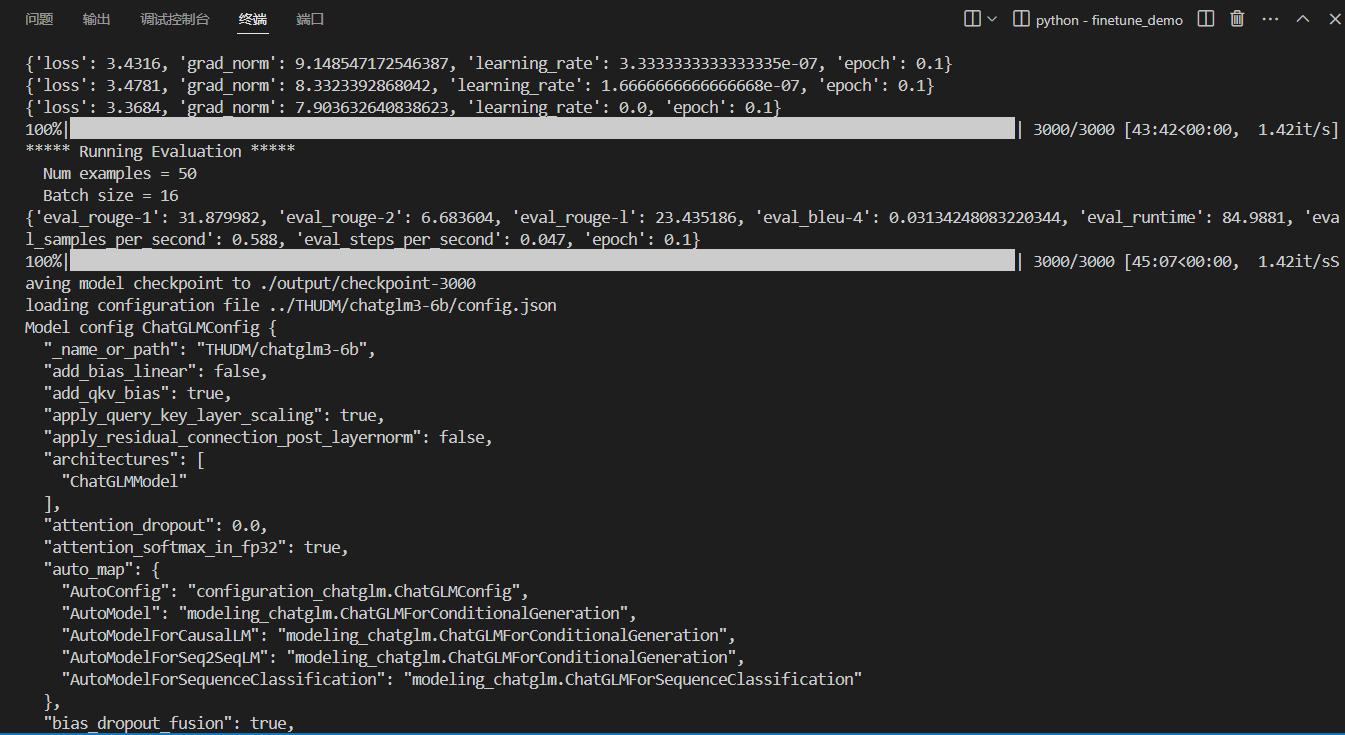 问题 输出 调试控制台 终端 端口 python - finetune_demo
{'loss': 3.4316, 'grad_norm': 9.148547172546387, 'learning_rate': 3.3333333333333335e-07, 'epoch': 0.1}
{'loss': 3.4781, 'grad_norm': 8.3323392868042, 'learning_rate': 1.6666666666666668e-07, 'epoch': 0.1}
{'loss': 3.3684, 'grad_norm': 7.903632640838623, 'learning_rate': 0.0, 'epoch': 0.1}
100%| | 3000/3000 [43:42<00:00,  1.42it/s]
***** Running Evaluation *****
  Num examples = 50
  Batch size = 16
{'eval_rouge-1': 31.879982, 'eval_rouge-2': 6.683604, 'eval_rouge-l': 23.435186, 'eval_bleu-4': 0.03134248083220344, 'eval_runtime': 84.9881, 'eva
l_samples_per_second': 0.588, 'eval_steps_per_second': 0.047, 'epoch': 0.1}
100%| | 3000/3000 [45:07<00:00,  1.42it/sS
aving model checkpoint to ./output/checkpoint-3000
loading configuration file ../THUDM/chatglm3-6b/config.json
Model config ChatGLMConfig {
  "_name_or_path": "THUDM/chatglm3-6b",
  "add_bias_linear": false,
  "add_qkv_bias": true,
  "apply_query_key_layer_scaling": true,
  "apply_residual_connection_post_layernorm": false,
  "architectures": [
    "ChatGLMModel"
  ],
  "attention_dropout": 0.0,
  "attention_softmax_in_fp32": true,
  "auto_map": {
    "AutoConfig": "configuration_chatglm.ChatGLMConfig",
    "AutoModel": "modeling_chatglm.ChatGLMForConditionalGeneration",
    "AutoModelForCausalLM": "modeling_chatglm.ChatGLMForConditionalGeneration",
    "AutoModelForSeq2SeqLM": "modeling_chatglm.ChatGLMForConditionalGeneration",
    "AutoModelForSequenceClassification": "modeling_chatglm.ChatGLMForSequenceClassification"
  },
  "bias_dropout_fusion": true,